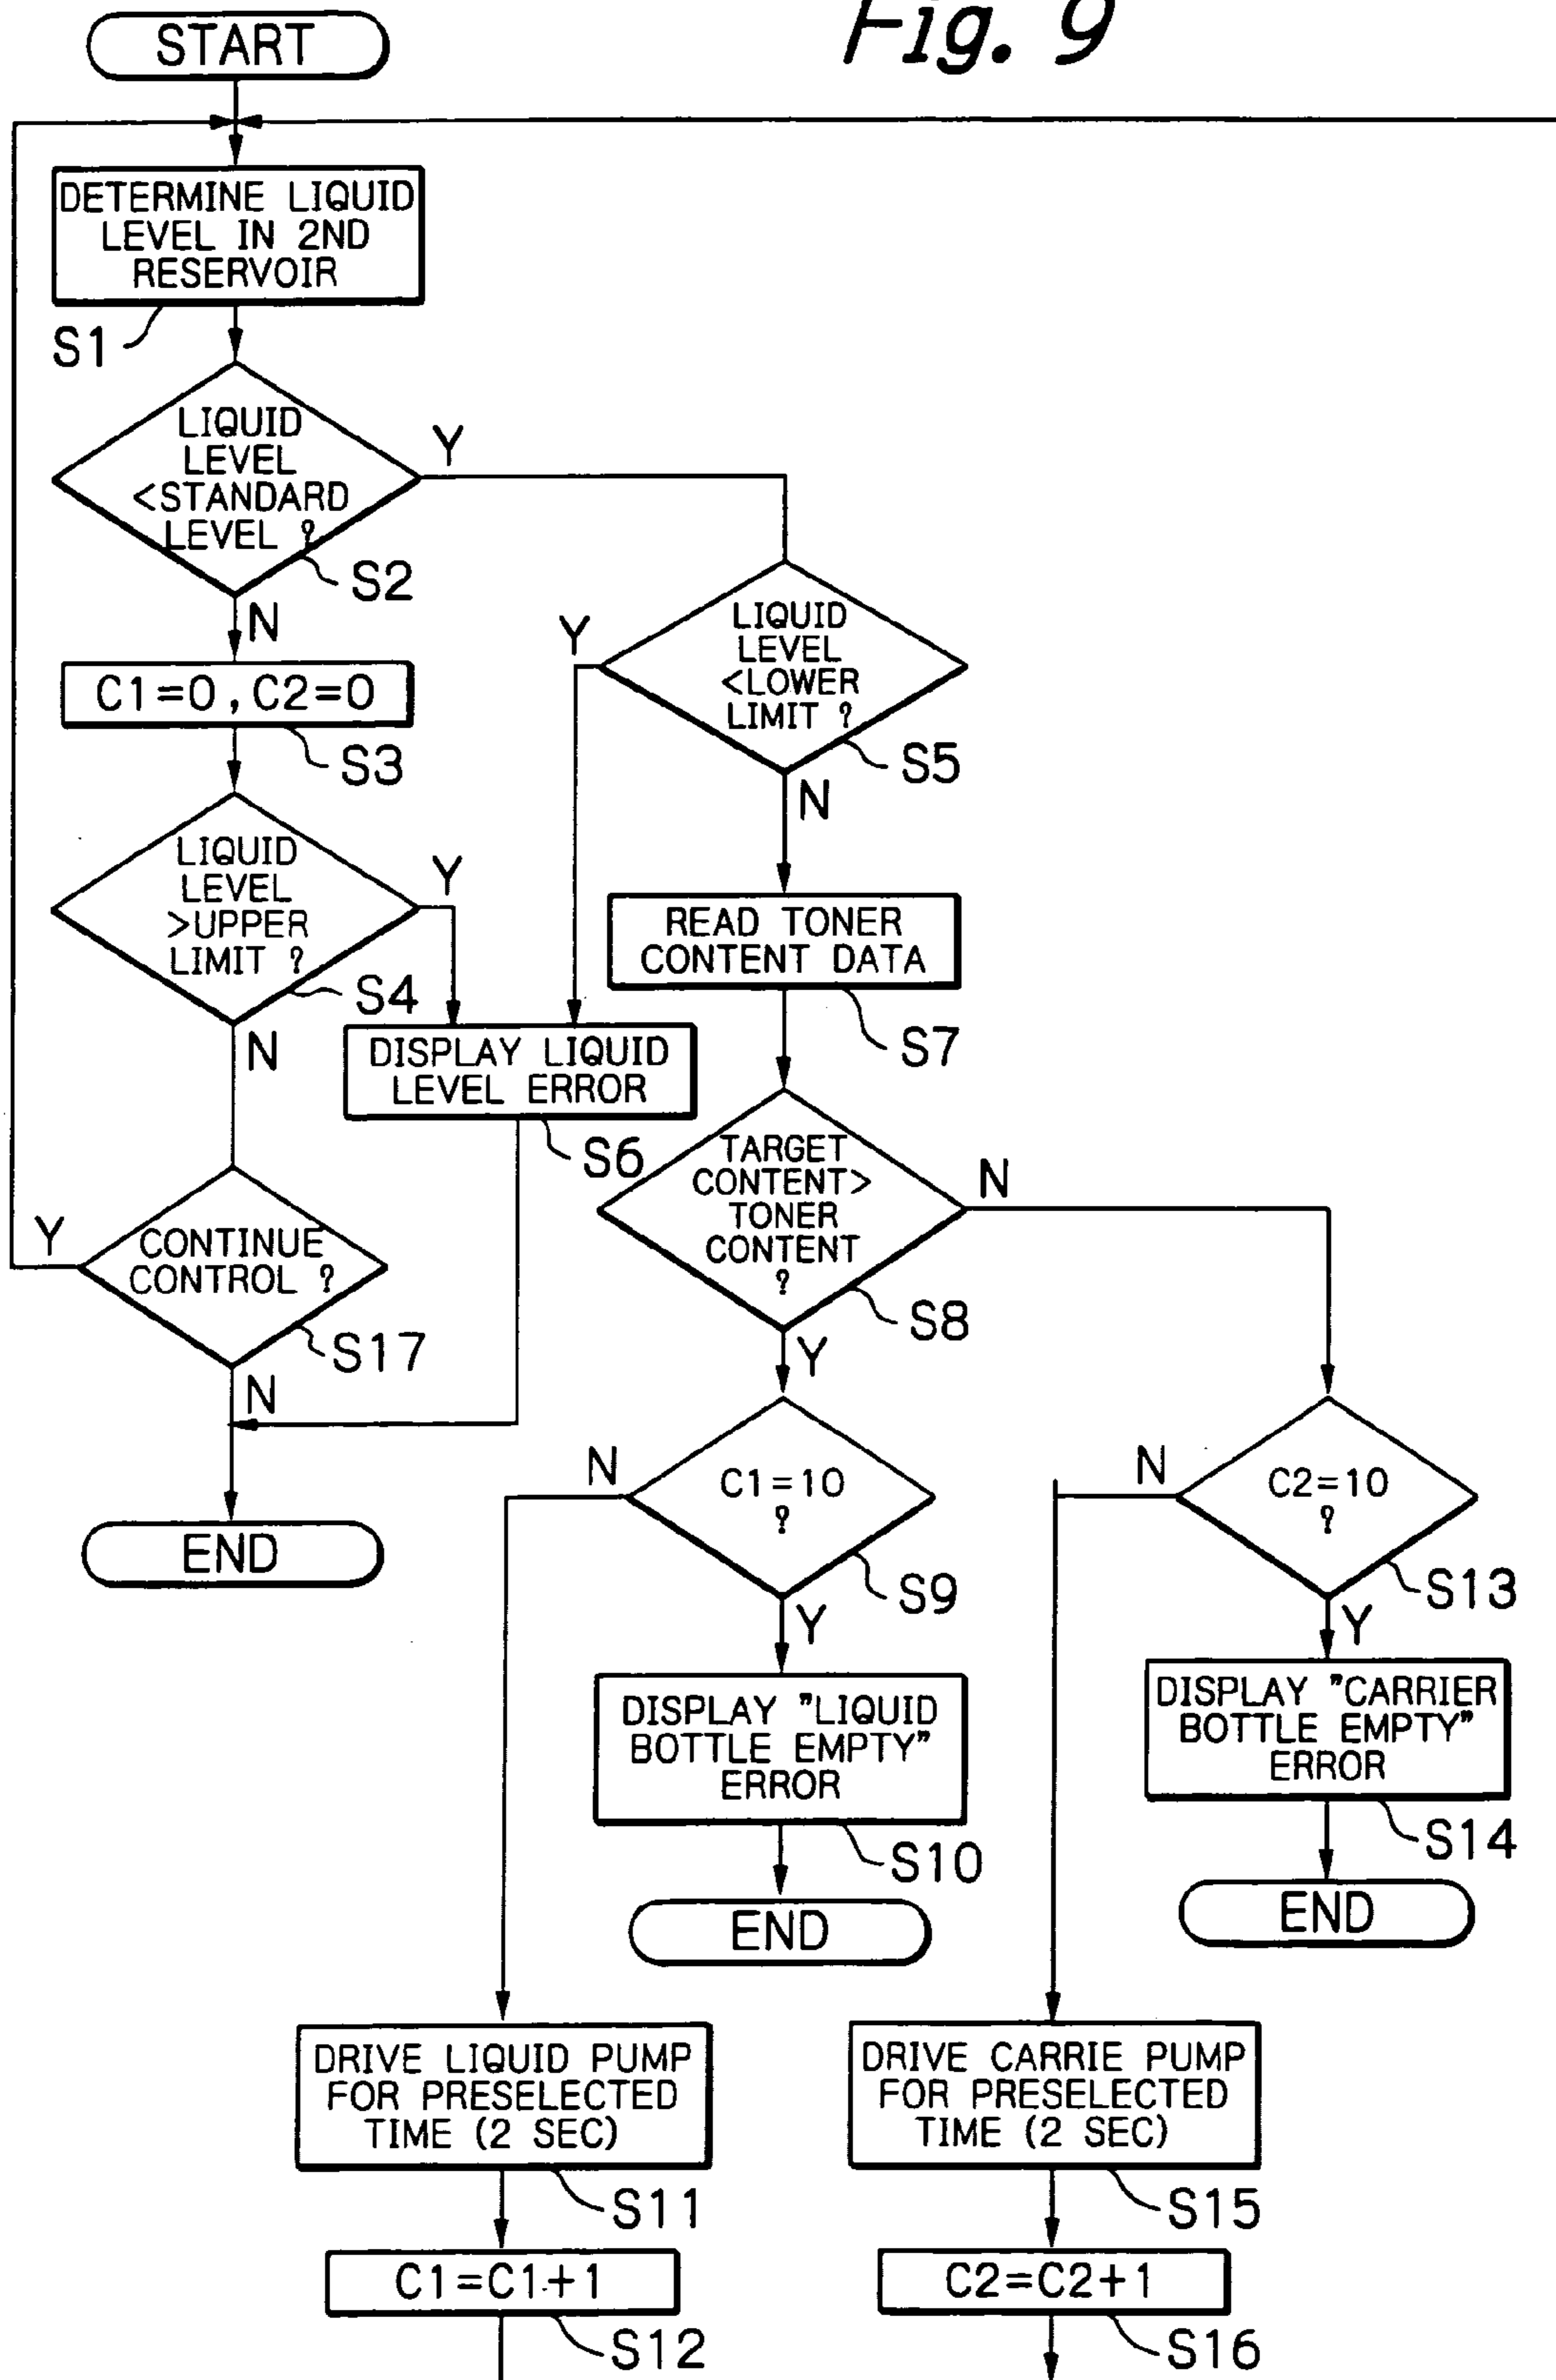 Fig. 9
START
DETERMINE LIQUID
LEVEL IN 2ND
RESERVOIR
S1
LIQUID
LEVEL
<STANDARD
LEVEL ?
Y
S2
N
C1=0, C2=0
S3
LIQUID
LEVEL
<LOWER
LIMIT ?
Y
S5
N
LIQUID
LEVEL
>UPPER
LIMIT ?
Y
S4
N
READ TONER
CONTENT DATA
S7
DISPLAY LIQUID
LEVEL ERROR
S6
TARGET
CONTENT>
TONER
CONTENT
?
N
S8
Y
CONTINUE
CONTROL ?
Y
S17
N
END
C1=10
?
N
S9
Y
C2=10
?
N
S13
Y
DISPLAY "LIQUID
BOTTLE EMPTY"
ERROR
S10
END
DISPLAY "CARRIER
BOTTLE EMPTY"
ERROR
S14
END
DRIVE LIQUID PUMP
FOR PRESELECTED
TIME (2 SEC)
S11
C1=C1+1
S12
DRIVE CARRIE PUMP
FOR PRESELECTED
TIME (2 SEC)
S15
C2=C2+1
S16